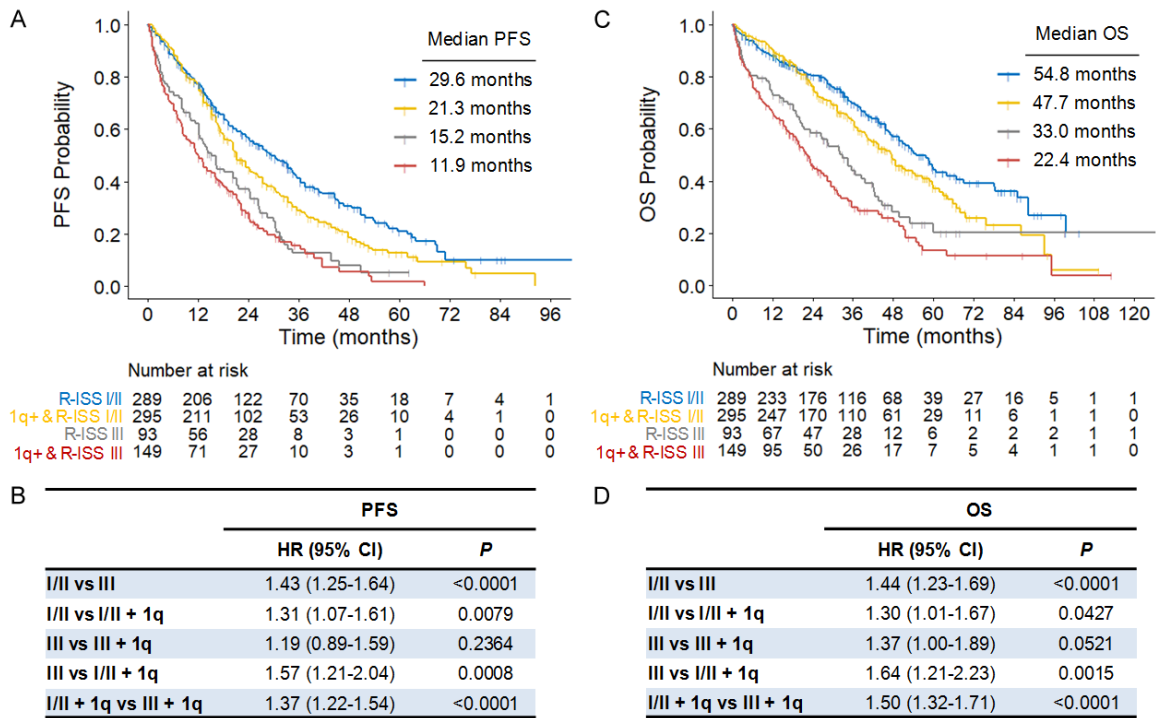 A
PFS Probability
1.0
0.8
0.6
0.4
0.2
0.0
Median PFS
29.6 months
21.3 months
15.2 months
11.9 months
0 12 24 36 48 60 72 84 96
Time (months)
Number at risk
R-ISS I/II 289 206 122 70 35 18 7 4 1
1q+ & R-ISS I/II 295 211 102 53 26 10 4 1 0
R-ISS III 93 56 28 8 3 1 0 0 0
1q+ & R-ISS III 149 71 27 10 3 1 0 0 0
C
OS Probability
1.0
0.8
0.6
0.4
0.2
0.0
Median OS
54.8 months
47.7 months
33.0 months
22.4 months
0 12 24 36 48 60 72 84 96 108 120
Time (months)
Number at risk
R-ISS I/II 289 233 176 116 68 39 27 16 5 1 1
1q+ & R-ISS I/II 295 247 170 110 61 29 11 6 1 1 0
R-ISS III 93 67 47 28 12 6 2 2 2 1 1
1q+ & R-ISS III 149 95 50 26 17 7 5 4 1 1 0
B
PFS
HR (95% CI) P
I/II vs III 1.43 (1.25-1.64) <0.0001
I/II vs I/II + 1q 1.31 (1.07-1.61) 0.0079
III vs III + 1q 1.19 (0.89-1.59) 0.2364
III vs I/II + 1q 1.57 (1.21-2.04) 0.0008
I/II + 1q vs III + 1q 1.37 (1.22-1.54) <0.0001
D
OS
HR (95% CI) P
I/II vs III 1.44 (1.23-1.69) <0.0001
I/II vs I/II + 1q 1.30 (1.01-1.67) 0.0427
III vs III + 1q 1.37 (1.00-1.89) 0.0521
III vs I/II + 1q 1.64 (1.21-2.23) 0.0015
I/II + 1q vs III + 1q 1.50 (1.32-1.71) <0.0001